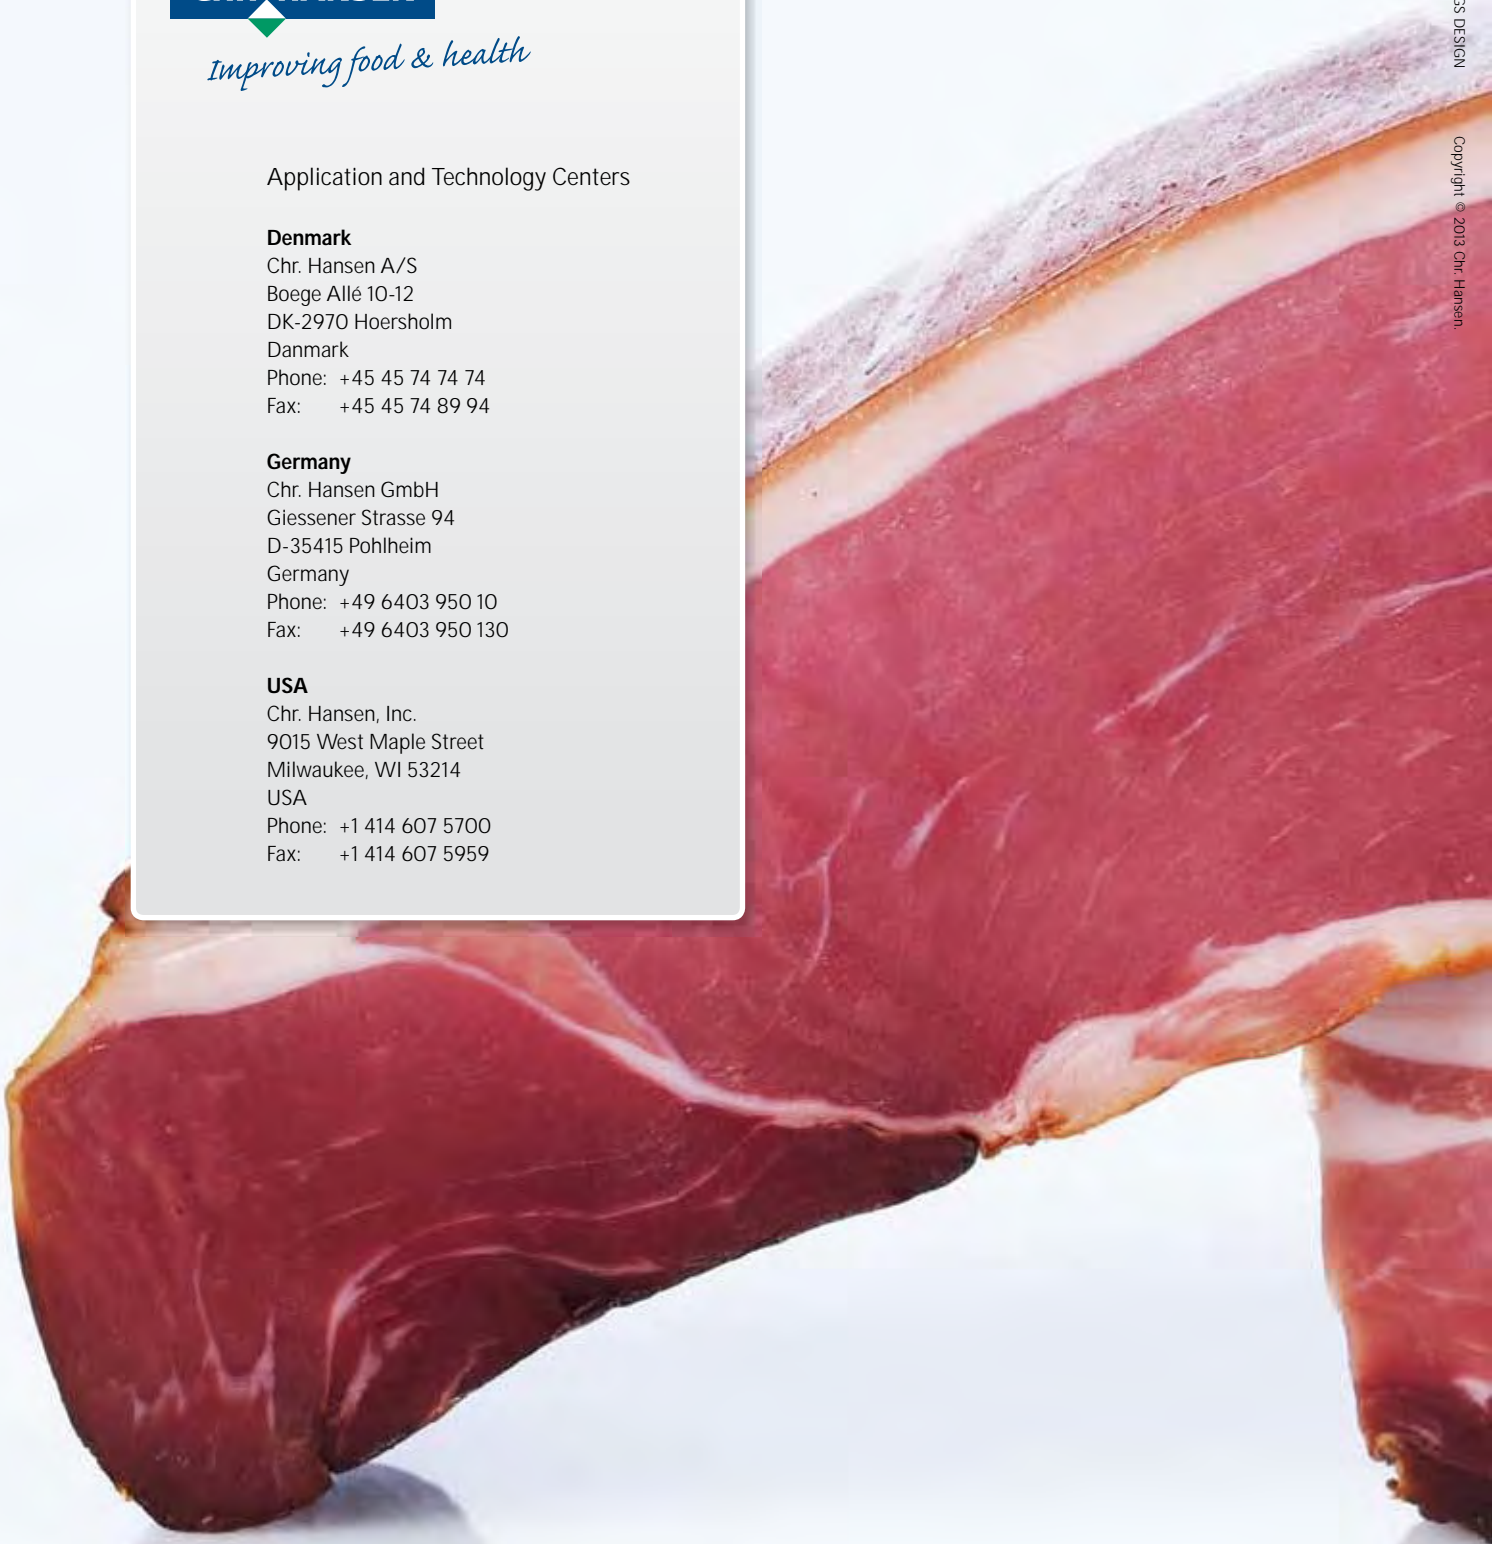 Improving food & health
Application and Technology Centers
Denmark
Chr. Hansen A/S
Boege Allé 10-12
DK-2970 Hoersholm
Danmark
Phone: +45 45 74 74 74
Fax: +45 45 74 89 94
Germany
Chr. Hansen GmbH
Giessener Strasse 94
D-35415 Pohlheim
Germany
Phone: +49 6403 950 10
Fax: +49 6403 950 130
USA
Chr. Hansen, Inc.
9015 West Maple Street
Milwaukee, WI 53214
USA
Phone: +1 414 607 5700
Fax: +1 414 607 5959
DESIGN Copyright © 2013 Chr. Hansen.